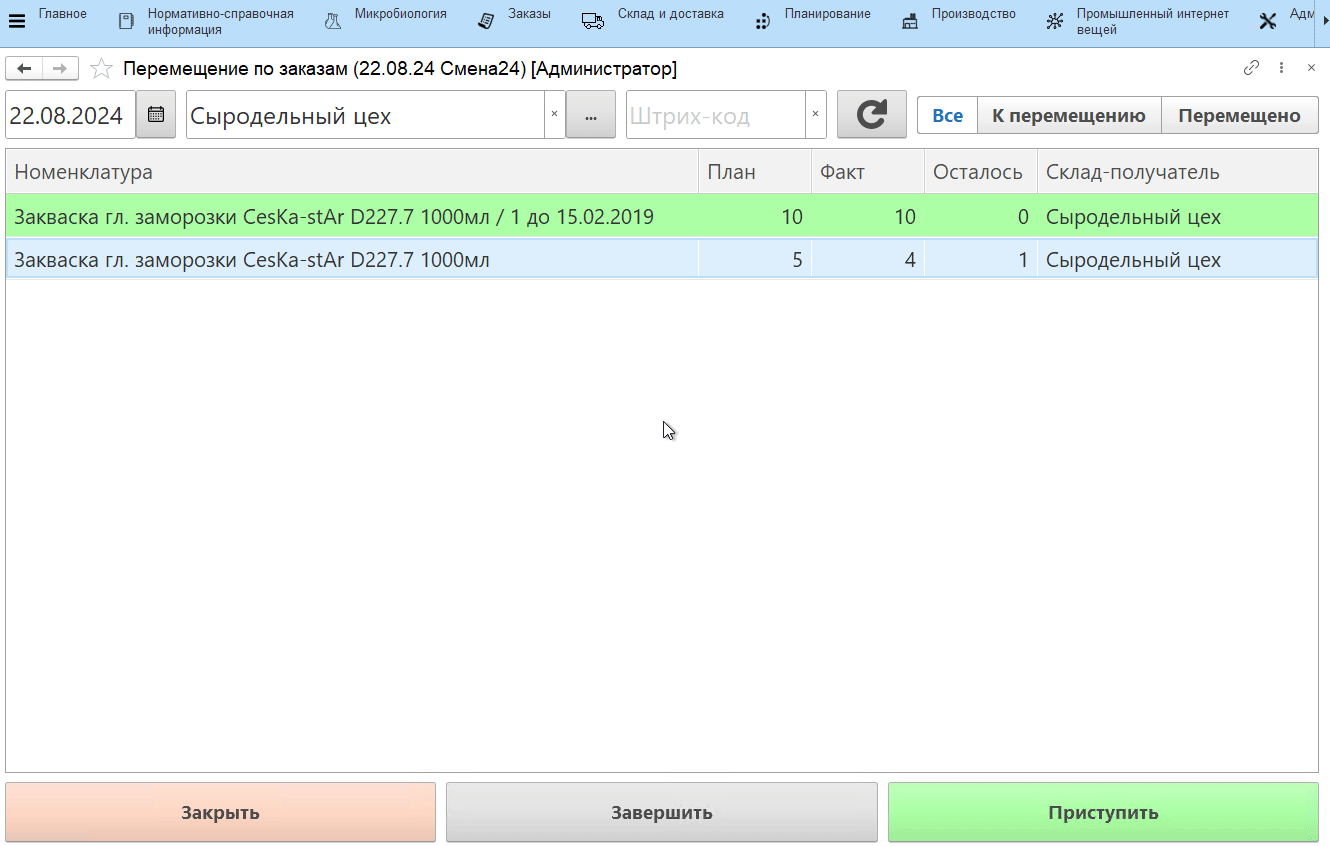 Главное
Нормативно-справочная
информация
Микробиология
Заказы
Склад и доставка
Планирование
Производство
Промышленный интернет
вещей
Адм
Перемещение по заказам (22.08.24 Смена24) [Администратор]
22.08.2024
Сыродельный цех
×
...
Штрих-код
×
Все
К перемещению
Перемещено
Номенклатура План Факт Осталось Склад-получатель
Закваска гл. заморозки CesKa-stAr D227.7 1000мл / 1 до 15.02.2019 10 10 0 Сыродельный цех
Закваска гл. заморозки CesKa-stAr D227.7 1000мл 5 4 1 Сыродельный цех
Закрыть
Завершить
Приступить